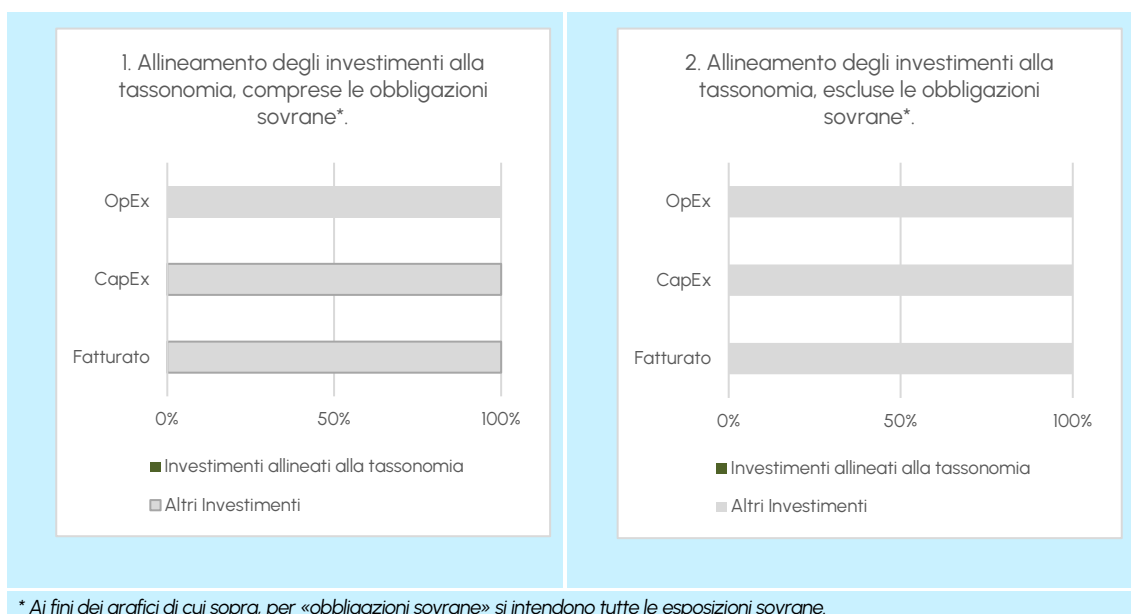 1. Allineamento degli investimenti alla
tassonomia, comprese le obbligazioni
sovrane*.
OpEx
CapEx
Fatturato
0%
50%
100%
Investimenti allineati alla tassonomia
Altri Investimenti
2. Allineamento degli investimenti alla
tassonomia, escluse le obbligazioni
sovrane*.
OpEx
CapEx
Fatturato
0%
50%
100%
Investimenti allineati alla tassonomia
Altri Investimenti
* Ai fini dei grafici di cui sopra, per «obbligazioni sovrane» si intendono tutte le esposizioni sovrane.